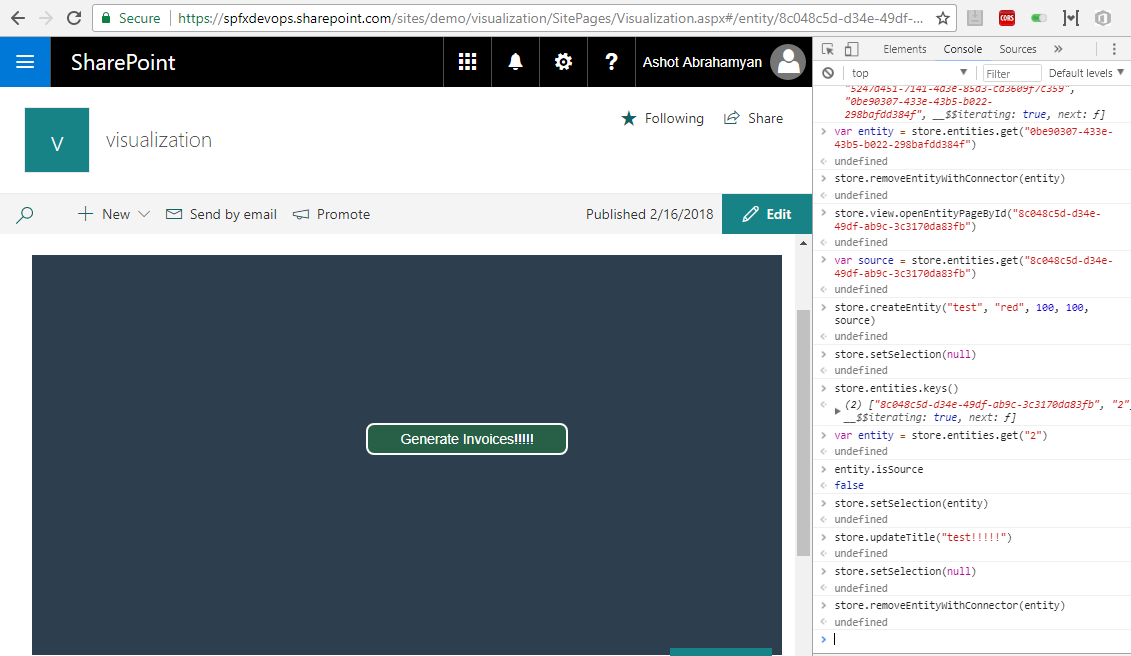 Secure | https://spfxdevops.sharepoint.com/sites/demo/visualization/SitePages/Visualization.aspx#/entity/8c048c5d-d34e-49df-...
CORS
SharePoint
?
Ashot Abrahamyan
V
visualization
Following
Share
New
Send by email
Promote
Published 2/16/2018
Edit
Generate Invoices!!!!!
Elements Console Sources »
top
Filter
Default levels ▼
"5247d451-7141-4d3e-85d3-cd3609f7c359",
"0be90307-433e-43b5-b022-
298bafdd384f", __$$iterating: true, next: ƒ]
> var entity = store.entities.get("0be90307-433e-
43b5-b022-298bafdd384f")
undefined
> store.removeEntityWithConnector(entity)
undefined
> store.view.openEntityPageById("8c048c5d-d34e-
49df-ab9c-3c3170da83fb")
undefined
> var source = store.entities.get("8c048c5d-d34e-
49df-ab9c-3c3170da83fb")
undefined
> store.createEntity("test", "red", 100, 100,
source)
undefined
> store.setSelection(null)
undefined
> store.entities.keys()
(2) ["8c048c5d-d34e-49df-ab9c-3c3170da83fb", "2",
__$$iterating: true, next: ƒ]
> var entity = store.entities.get("2")
undefined
> entity.isSource
false
> store.setSelection(entity)
undefined
> store.updateTitle("test!!!!!")
undefined
> store.setSelection(null)
undefined
> store.removeEntityWithConnector(entity)
undefined
>